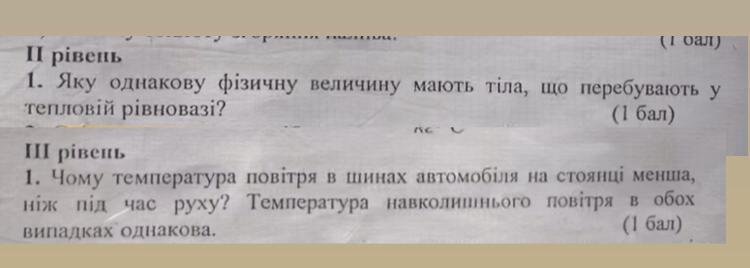 (1 бал)
II рівень
1. Яку однакову фізичну величину мають тіла, що перебувають у
тепловій рівновазі? (1 бал)
III рівень
1. Чому температура повітря в шинах автомобіля на стоянці менша,
ніж під час руху? Температура навколишнього повітря в обох
випадках однакова. (1 бал)